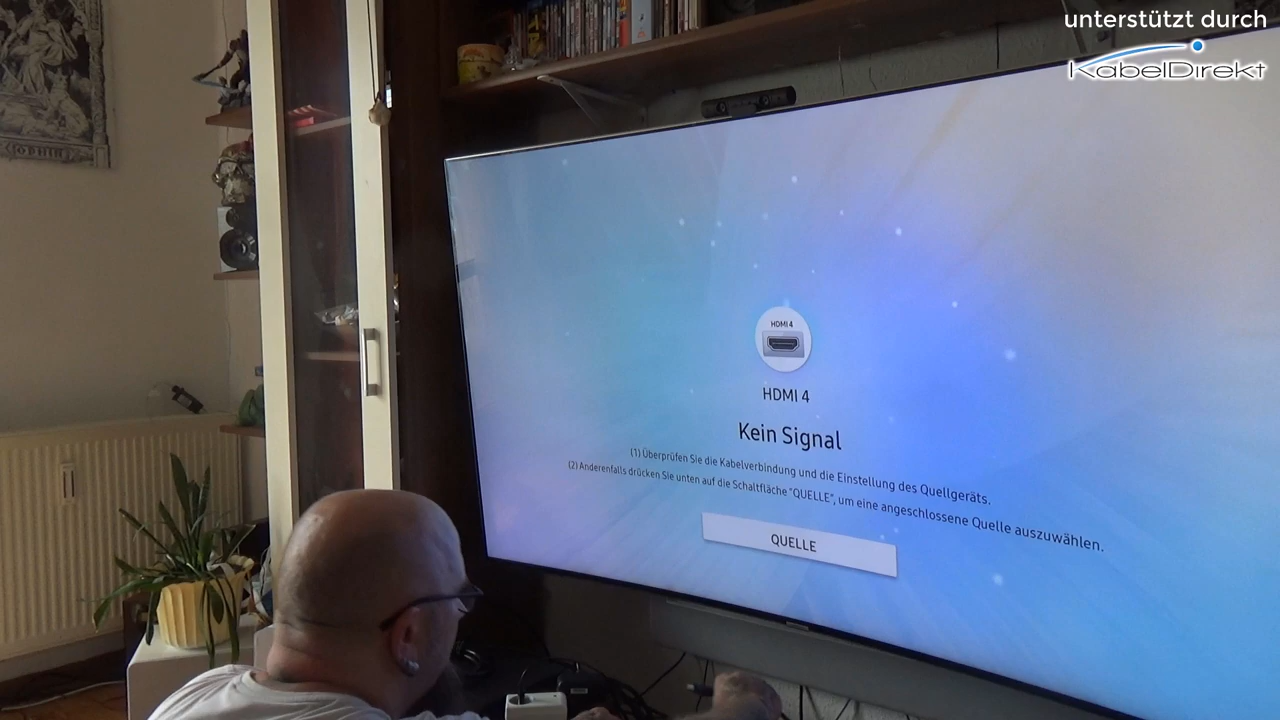 unterstützt durch
KabelDirekt
HDMI 4
HDMI 4
Kein Signal
(1) Überprüfen Sie die Kabelverbindung und die Einstellung des Quellgeräts.
(2) Anderenfalls drücken Sie unten auf die Schaltfläche "QUELLE", um eine angeschlossene Quelle auszuwählen.
QUELLE